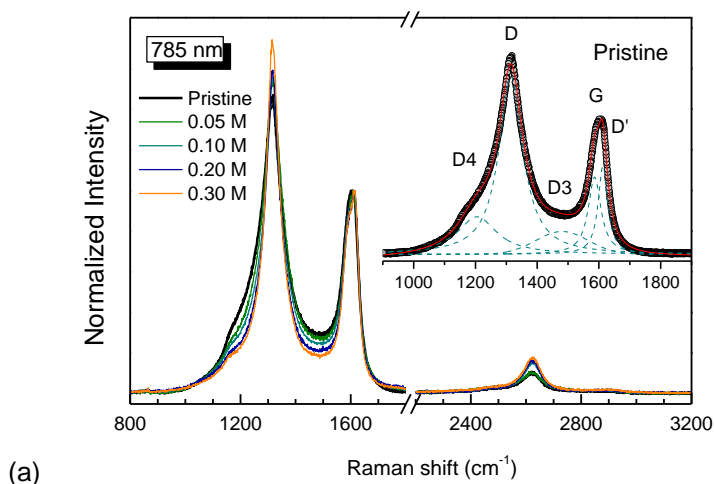 785 nm
Pristine
0.05 M
0.10 M
0.20 M
0.30 M
Pristine
D
G
D'
D4
D3
1000 1200 1400 1600 1800
Normalized Intensity
800 1200 1600 2400 2800 3200
Raman shift (cm⁻¹)
(a)